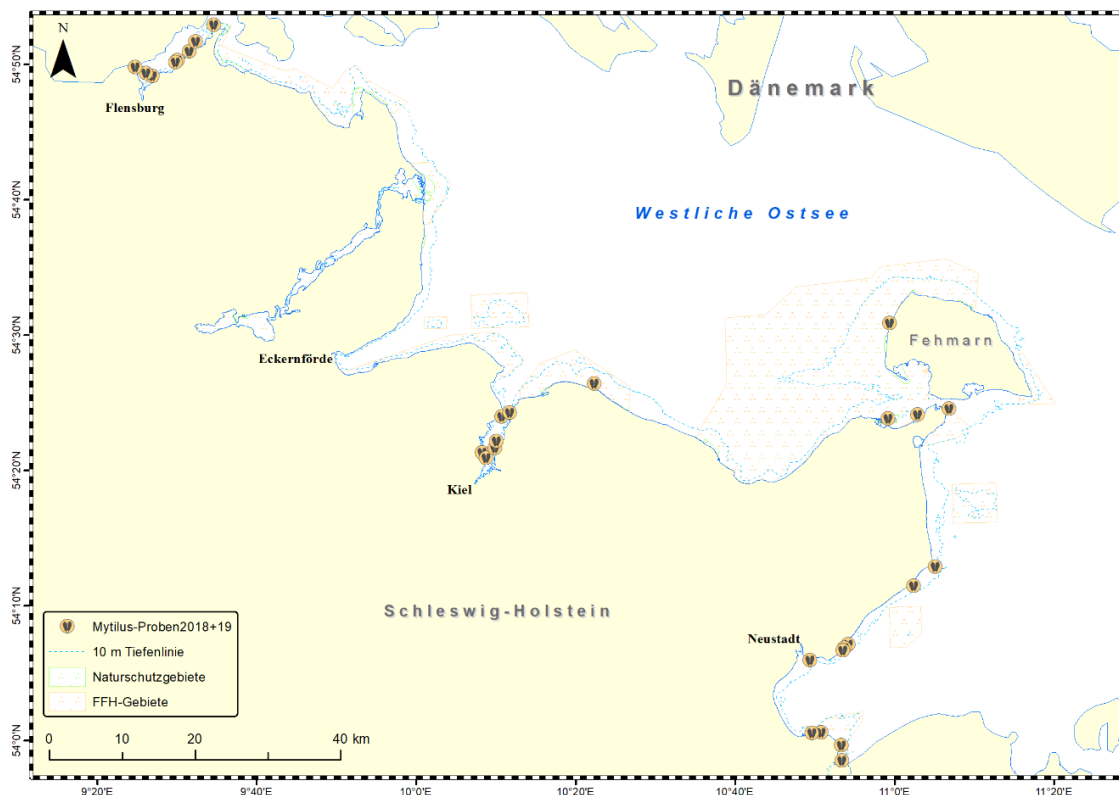 N
Flensburg
Dänemark
Westliche Ostsee
Eckernförde
Fehmarn
Kiel
Schleswig-Holstein
Neustadt
Mytilus-Proben2018+19
10 m Tiefenlinie
Naturschutzgebiete
FFH-Gebiete
0 10 20 40 km
54°50'N
54°40'N
54°30'N
54°20'N
54°10'N
54°0'N
9°20'E 9°40'E 10°0'E 10°20'E 10°40'E 11°0'E 11°20'E